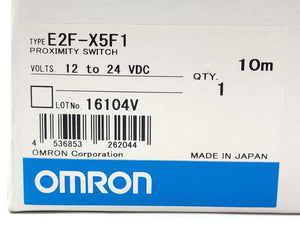 TYPE E2F-X5F1
PROXIMITY SWITCH
10m
VOLTS. 12 to 24 VDC
QTY.
1
LOT No. 16104V
4 536853 262044
OMRON Corporation
MADE IN JAPAN
OMRON